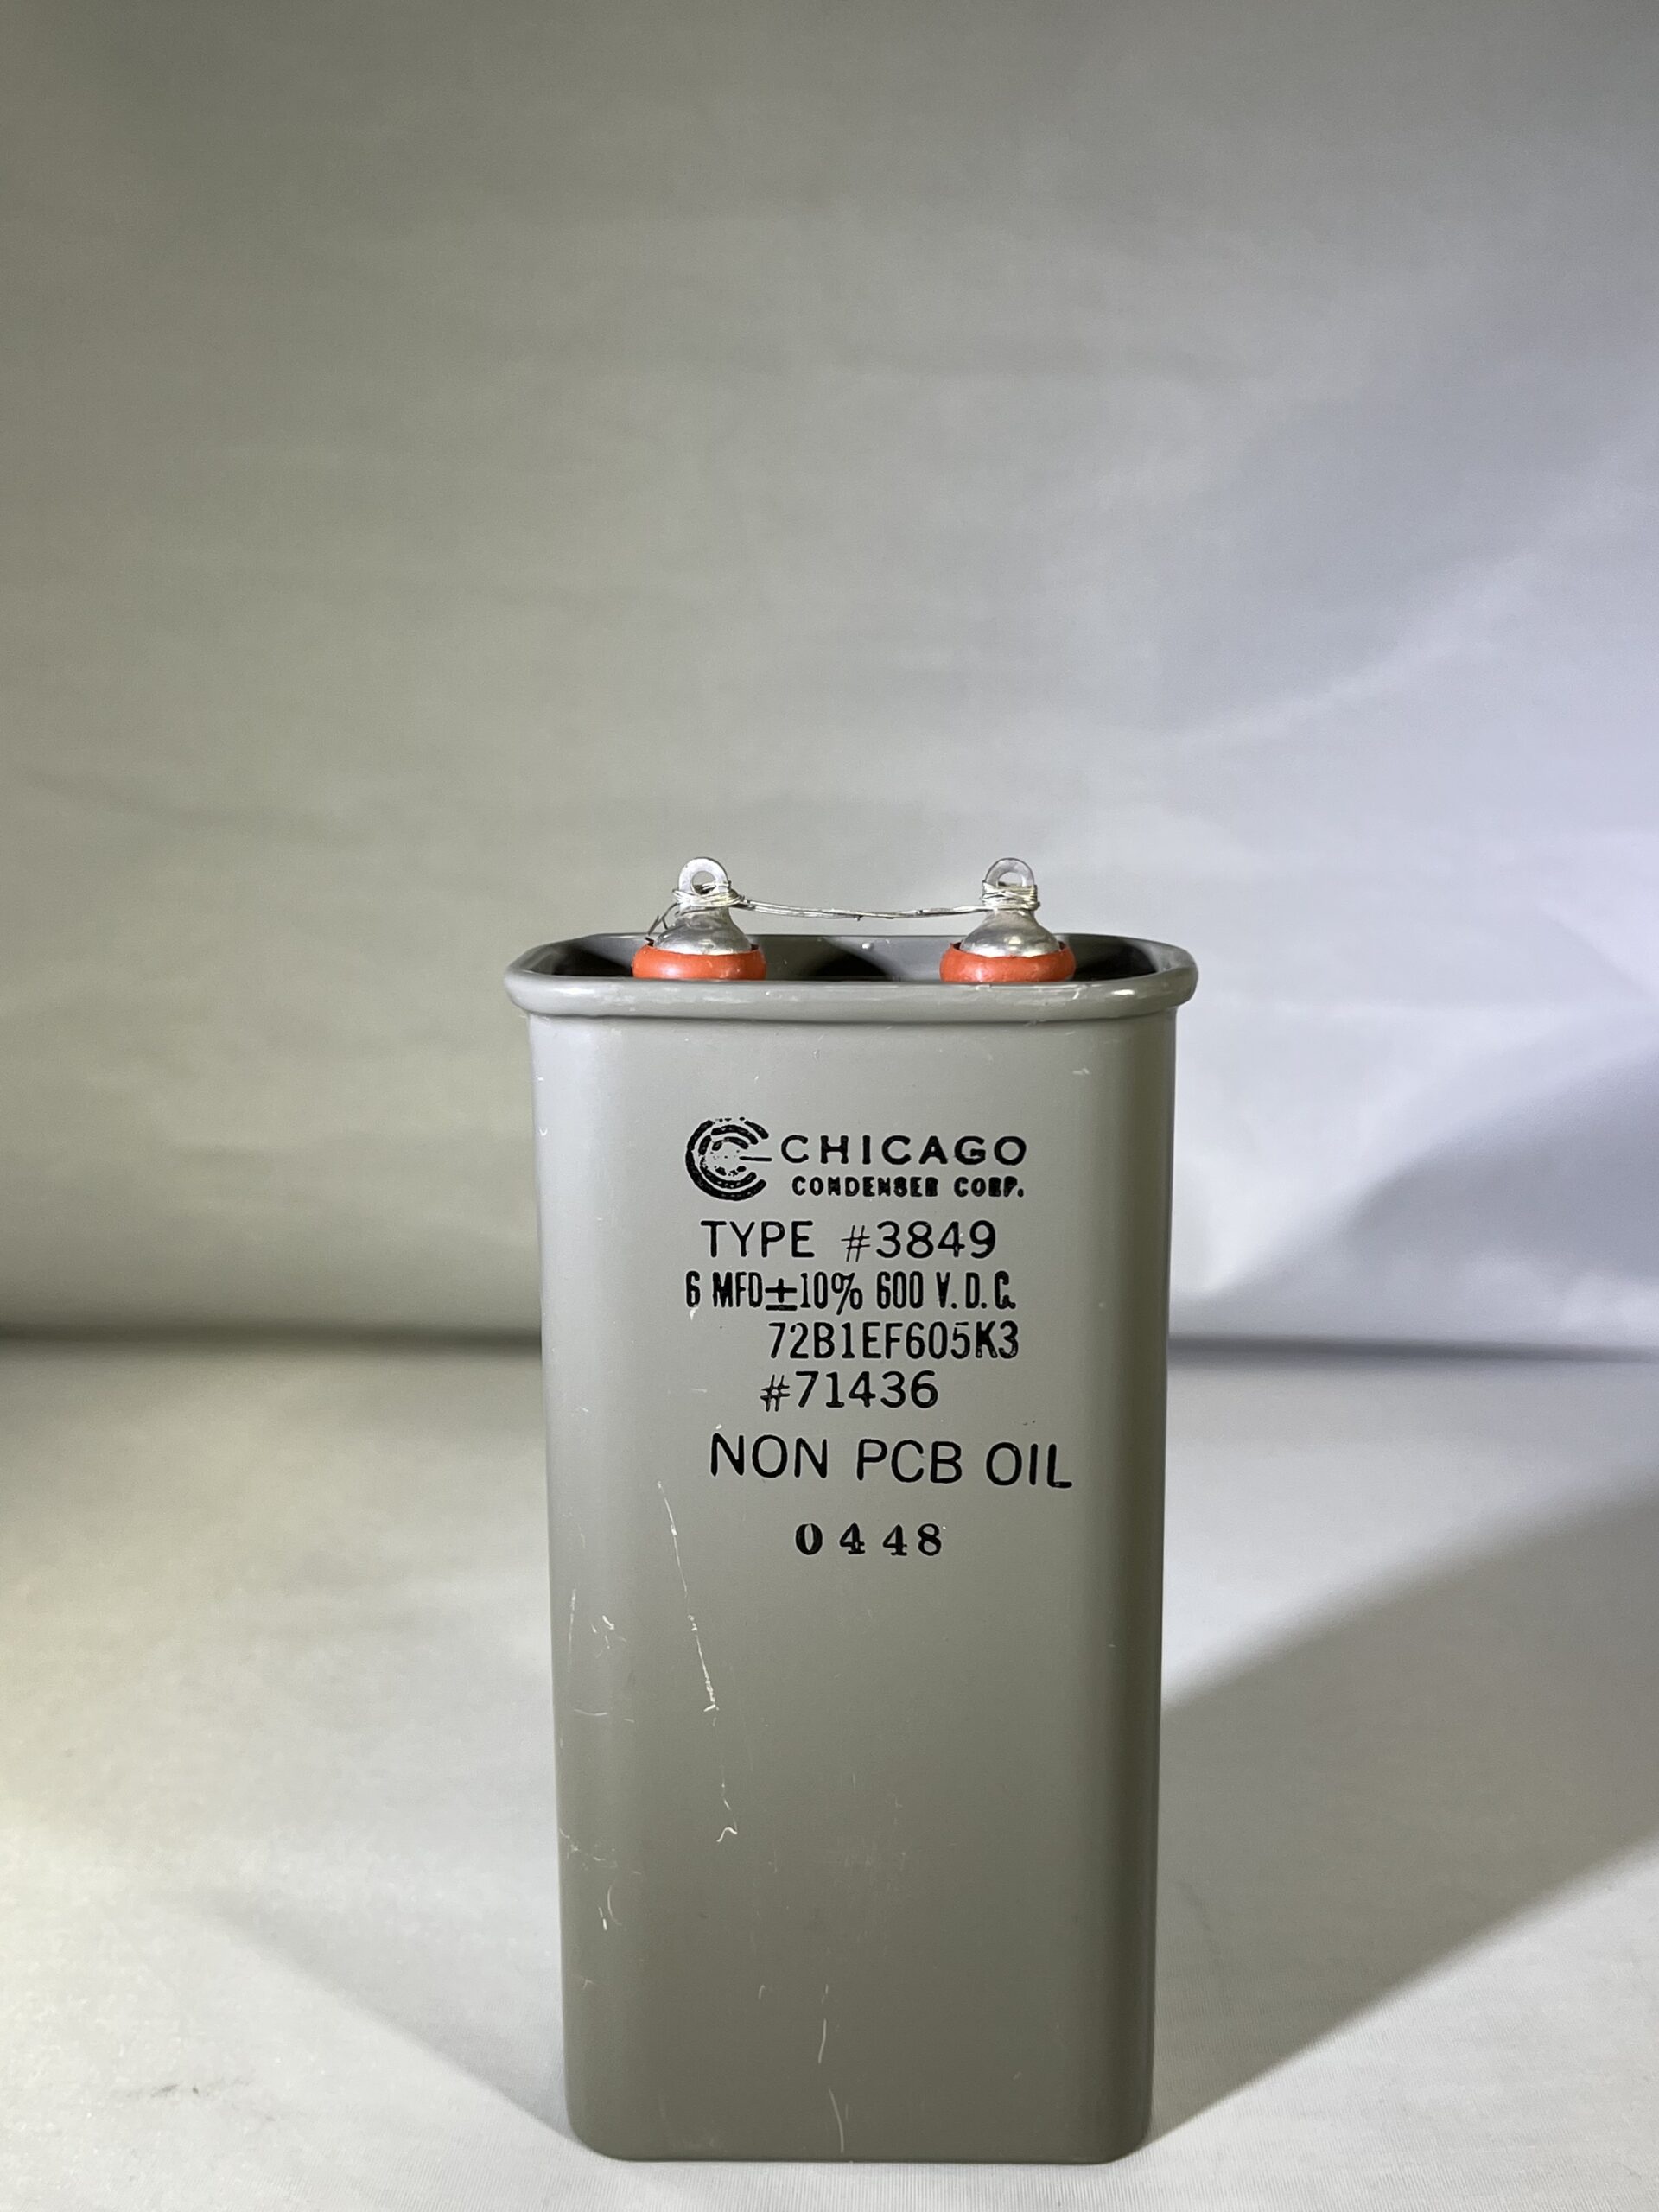 CHICAGO
CONDENSER CORP.
TYPE #3849
6 MFD±10% 600 V.D.C.
72B1EF605K3
#71436
NON PCB OIL
0448